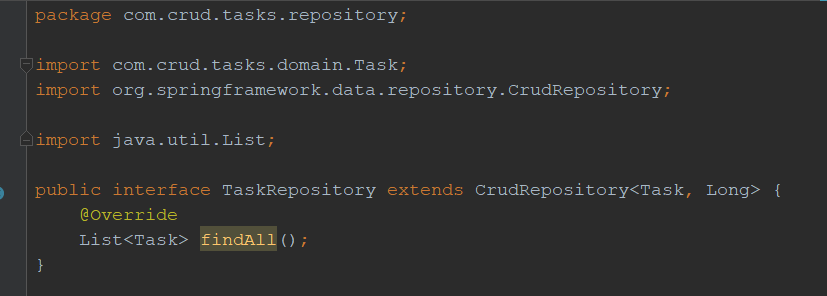 package com.crud.tasks.repository;
import com.crud.tasks.domain.Task;
import org.springframework.data.repository.CrudRepository;
import java.util.List;
public interface TaskRepository extends CrudRepository<Task, Long> {
@Override
List<Task> findAll();
}